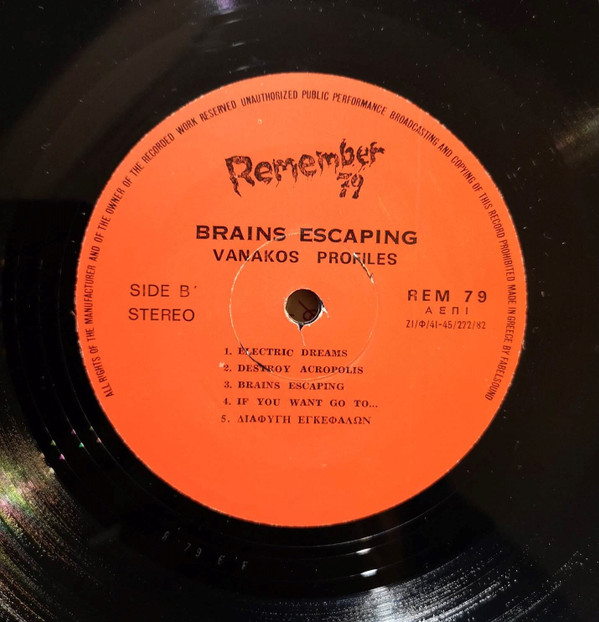 ALL RIGHTS OF THE MANUFACTURER AND OF THE OWNER OF THE RECORDED WORK RESERVED UNAUTHORIZED PUBLIC PERFORMANCE BROADCASTING AND COPYING OF THIS RECORD PROHIBITED MADE IN GREECE BY FABELSOUND
Remember
79
BRAINS ESCAPING
VANAKOS PROFILES
SIDE B'
STEREO
REM 79
ΑΕΠΙ
ΖΙ/Φ/41-45/222/82
1. ELECTRIC DREAMS
2. DESTROY ACROPOLIS
3. BRAINS ESCAPING
4. IF YOU WANT GO TO...
5. ΔΙΑΦΥΓΗ ΕΓΚΕΦΑΛΩΝ